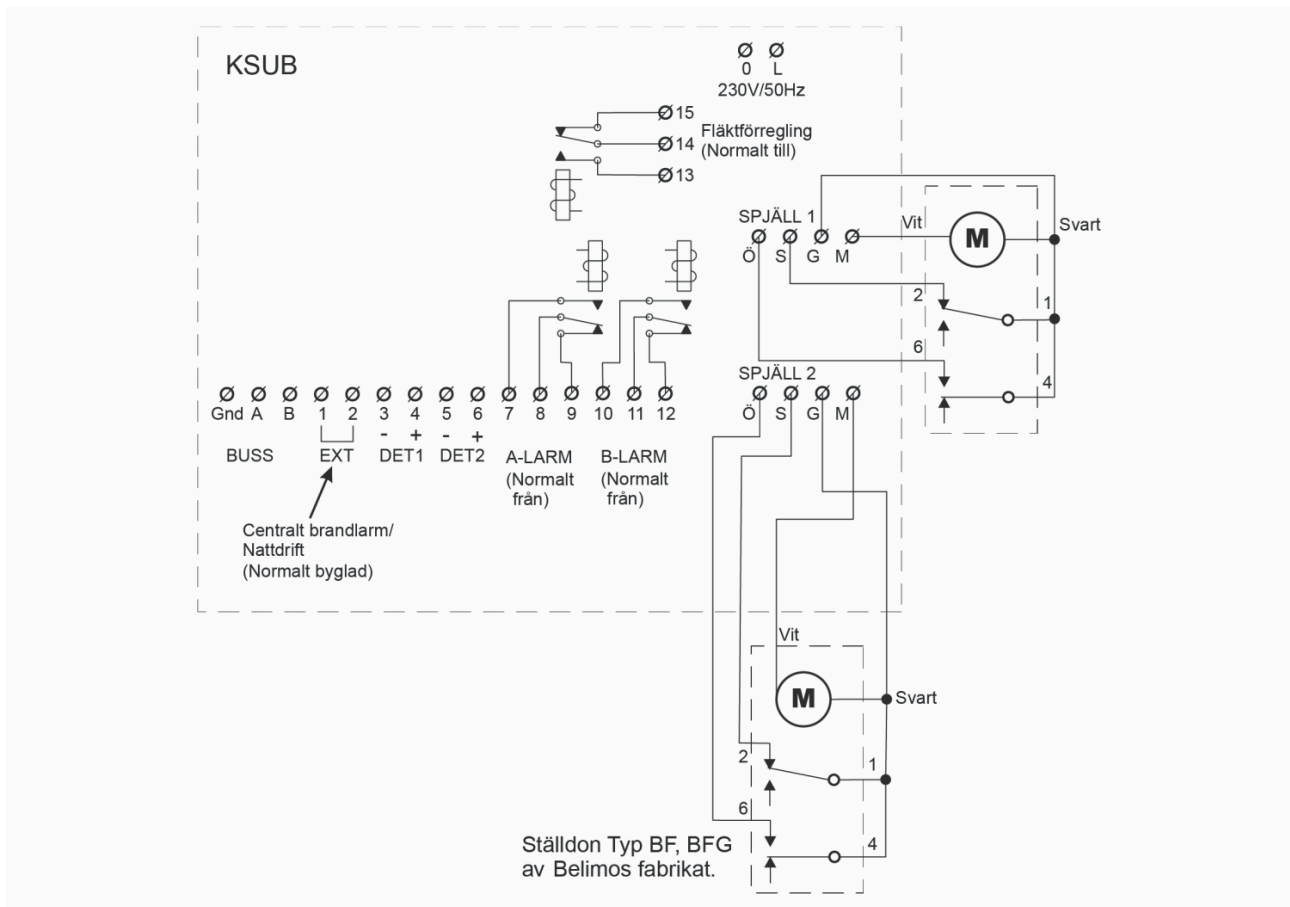 KSUB
0 L
230V/50Hz
15
14
13
Fläktförregling
(Normalt till)
SPJÄLL 1
Ö S G M
Vit
M
Svart
2
1
6
4
SPJÄLL 2
Ö S G M
Gnd A B 1 2 3 4 5 6 7 8 9 10 11 12
- + - +
BUSS EXT DET1 DET2
A-LARM
(Normalt
från)
B-LARM
(Normalt
från)
Centralt brandlarm/
Nattdrift
(Normalt byglad)
Vit
M
Svart
2
1
6
4
Ställdon Typ BF, BFG
av Belimos fabrikat.